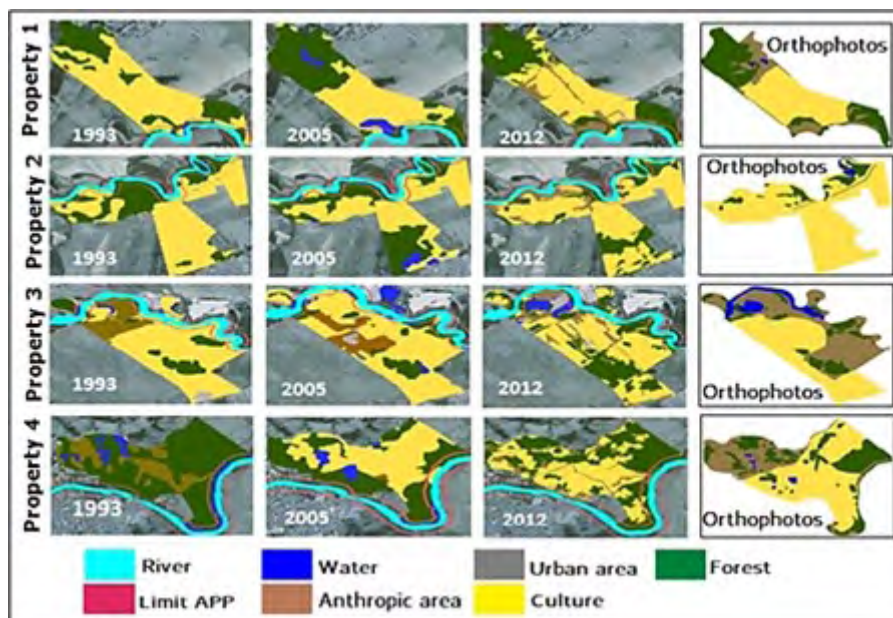 Property 1
1993
2005
2012
Orthophotos
Property 2
1993
2005
2012
Orthophotos
Property 3
1993
2005
2012
Orthophotos
Property 4
1993
2005
2012
Orthophotos
River
Water
Urban area
Forest
Limit APP
Anthropic area
Culture